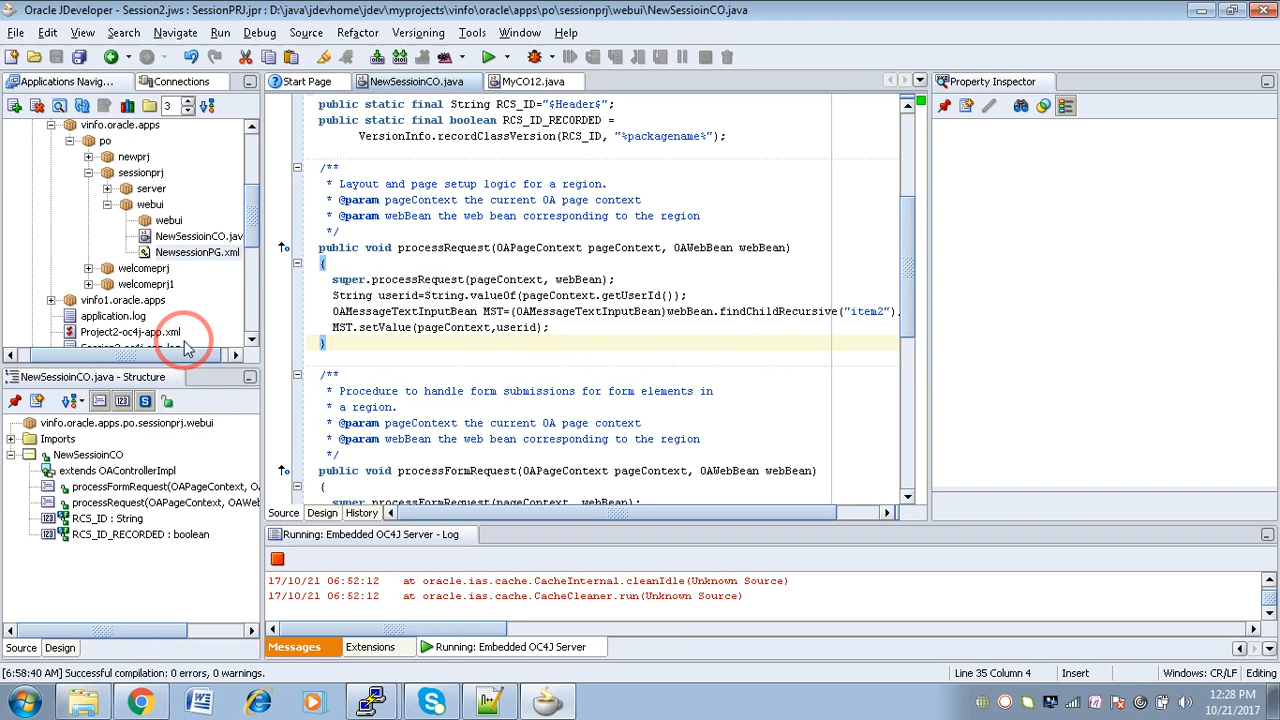 Oracle JDeveloper - Session2.jws : SessionPRJ.jpr : D:\java\jdevhome\jdev\myprojects\vinfo\oracle\apps\po\sessionprj\webui\NewSessioinCO.java
File Edit View Search Navigate Run Debug Source Refactor Versioning Tools Window Help
Applications Navig... Connections
Start Page NewSessioinCO.java MyCO12.java
Property Inspector
3
vinfo.oracle.apps
po
newprj
sessionprj
server
webui
webui
NewSessioinCO.jav
NewsessionPG.xml
welcomeprj
welcomeprj1
vinfo1.oracle.apps
application.log
Project2-oc4j-app.xml
public static final String RCS_ID="$Header$";
public static final boolean RCS_ID_RECORDED =
VersionInfo.recordClassVersion(RCS_ID, "%packagename%");
/**
* Layout and page setup logic for a region.
* @param pageContext the current OA page context
* @param webBean the web bean corresponding to the region
*/
public void processRequest(OAPageContext pageContext, OAWebBean webBean)
{
super.processRequest(pageContext, webBean);
String userid=String.valueOf(pageContext.getUserId());
OAMessageTextInputBean MST=(OAMessageTextInputBean)webBean.findChildRecursive("item2").
MST.setValue(pageContext,userid);
}
/**
* Procedure to handle form submissions for form elements in
* a region.
* @param pageContext the current OA page context
* @param webBean the web bean corresponding to the region
*/
public void processFormRequest(OAPageContext pageContext, OAWebBean webBean)
{
super.processFormRequest(pageContext, webBean);
Source Design History
NewSessioinCO.java - Structure
vinfo.oracle.apps.po.sessionprj.webui
Imports
NewSessioinCO
extends OAControllerImpl
processFormRequest(OAPageContext
processRequest(OAPageContext, OAWeb
RCS_ID : String
RCS_ID_RECORDED : boolean
Source Design
Running: Embedded OC4J Server - Log
17/10/21 06:52:12 at oracle.ias.cache.CacheInternal.cleanIdle(Unknown Source)
17/10/21 06:52:12 at oracle.ias.cache.CacheCleaner.run(Unknown Source)
Messages Extensions Running: Embedded OC4J Server
[6:58:40 AM] Successful compilation: 0 errors, 0 warnings. Line 35 Column 4 Insert Windows: CR/LF Editing
12:28 PM
10/21/2017